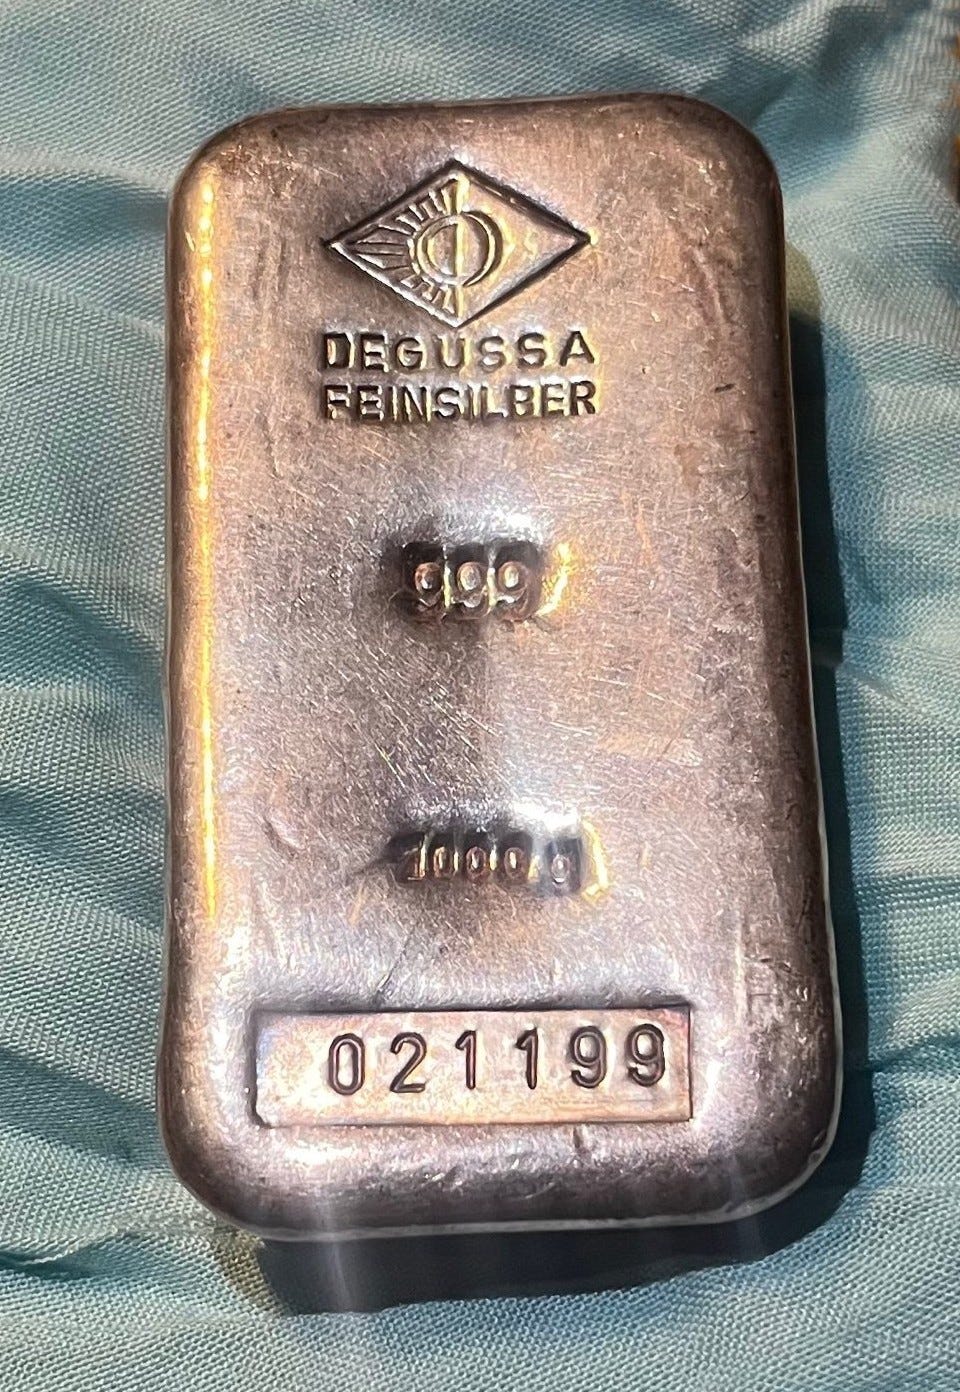 DEGUSSA
FEINSILBER
999
1000 g
021199